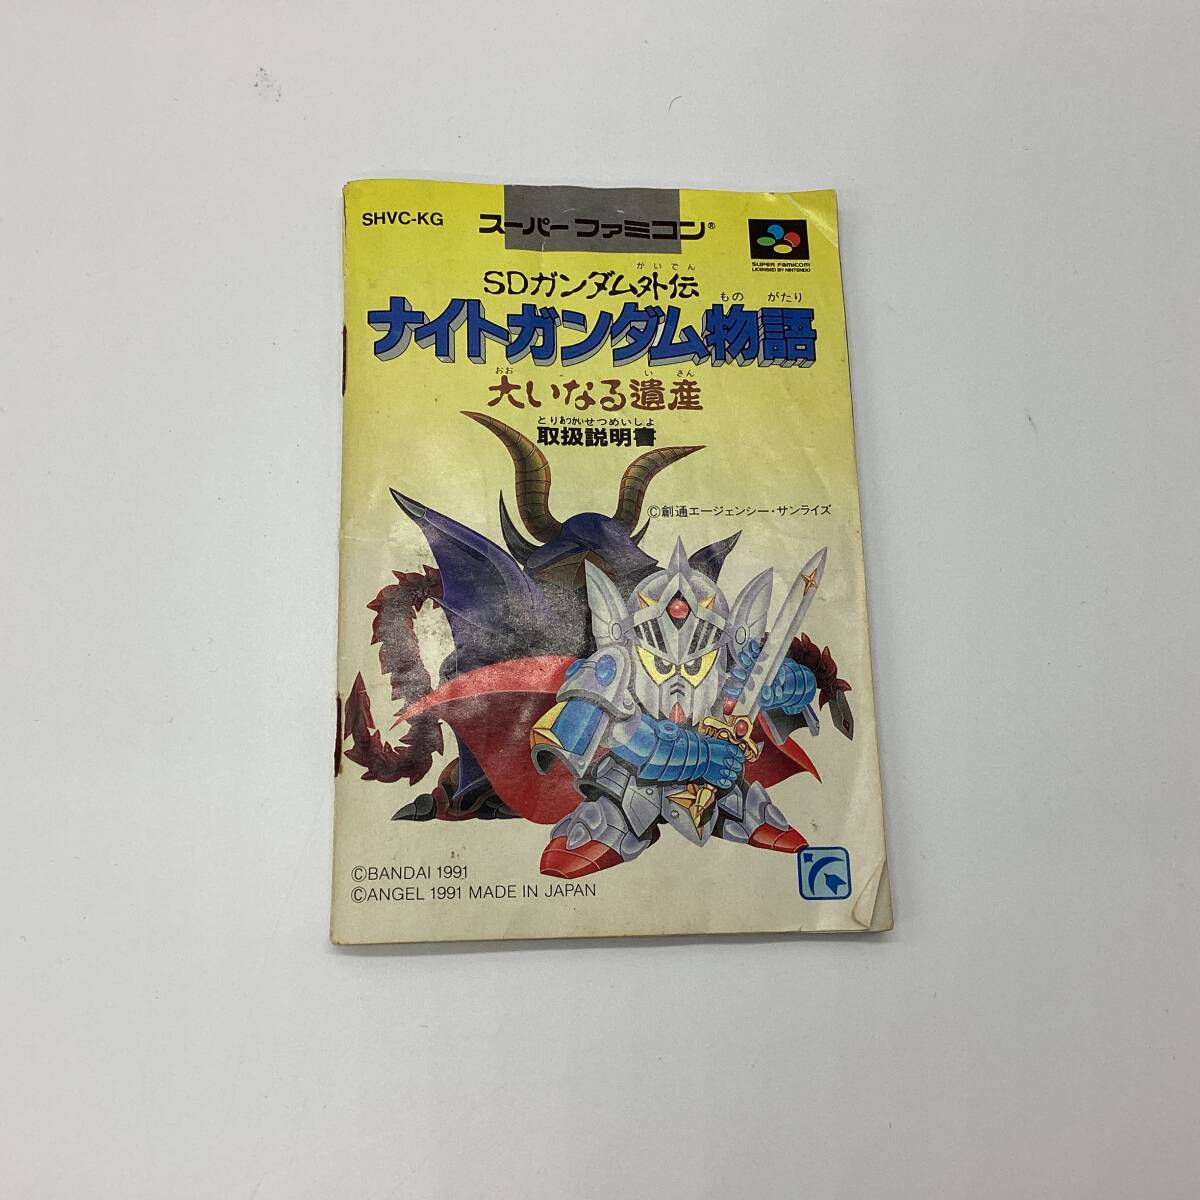 SHVC-KG
スーパーファミコン®
SUPER FAMICOM
LICENSED BY NINTENDO
がいでん
SDガンダム外伝
もの がたり
ナイトガンダム物語
おお い さん
大いなる遺産
とりあつかいせつめいしょ
取扱説明書
©創通エージェンシー・サンライズ
©BANDAI 1991
©ANGEL 1991 MADE IN JAPAN